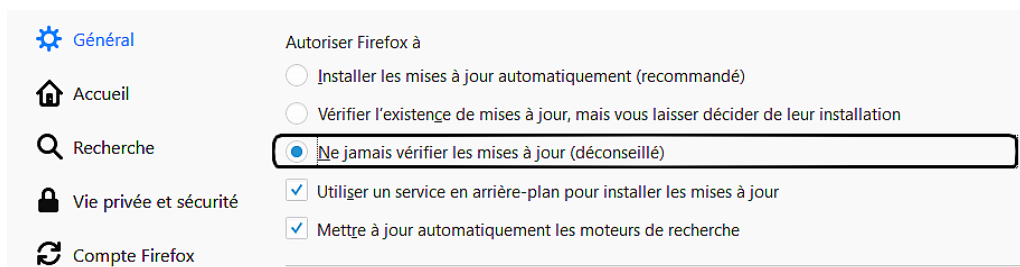 Général
Accueil
Recherche
Vie privée et sécurité
Compte Firefox
Autoriser Firefox à
Installer les mises à jour automatiquement (recommandé)
Vérifier l’existence de mises à jour, mais vous laisser décider de leur installation
Ne jamais vérifier les mises à jour (déconseillé)
Utiliser un service en arrière-plan pour installer les mises à jour
Mettre à jour automatiquement les moteurs de recherche